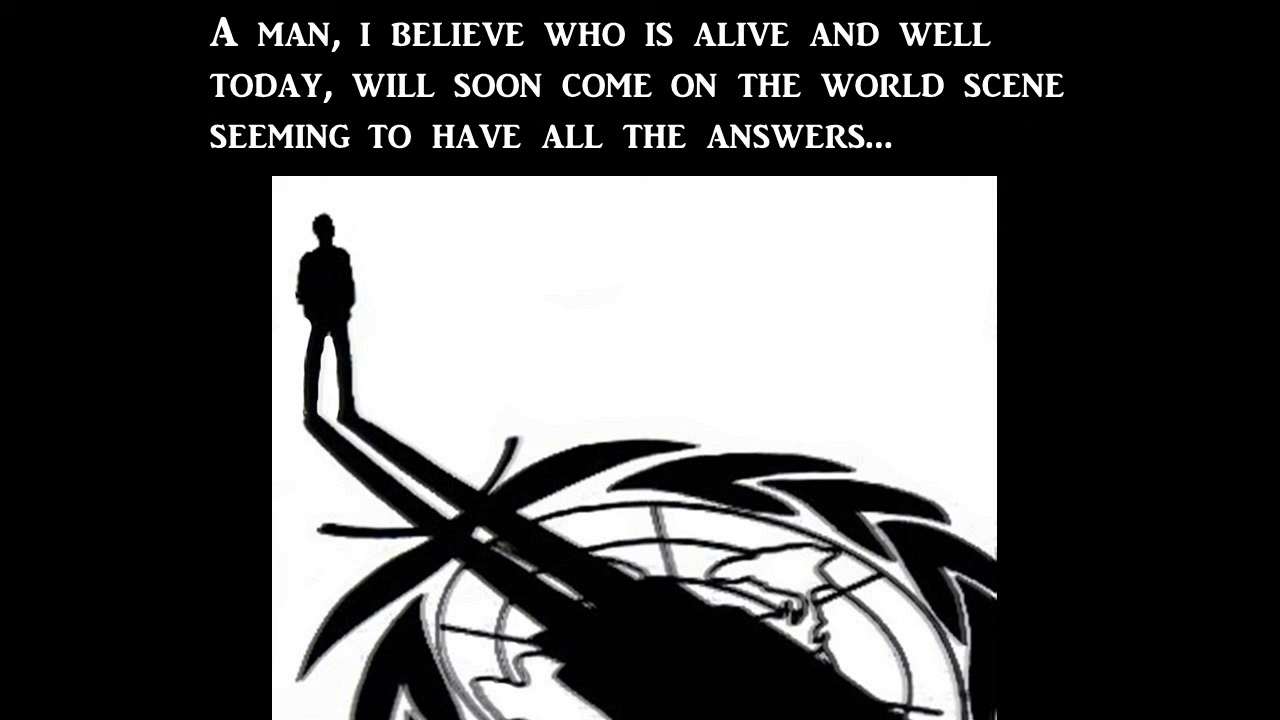 A MAN, I BELIEVE WHO IS ALIVE AND WELL
TODAY, WILL SOON COME ON THE WORLD SCENE
SEEMING TO HAVE ALL THE ANSWERS...